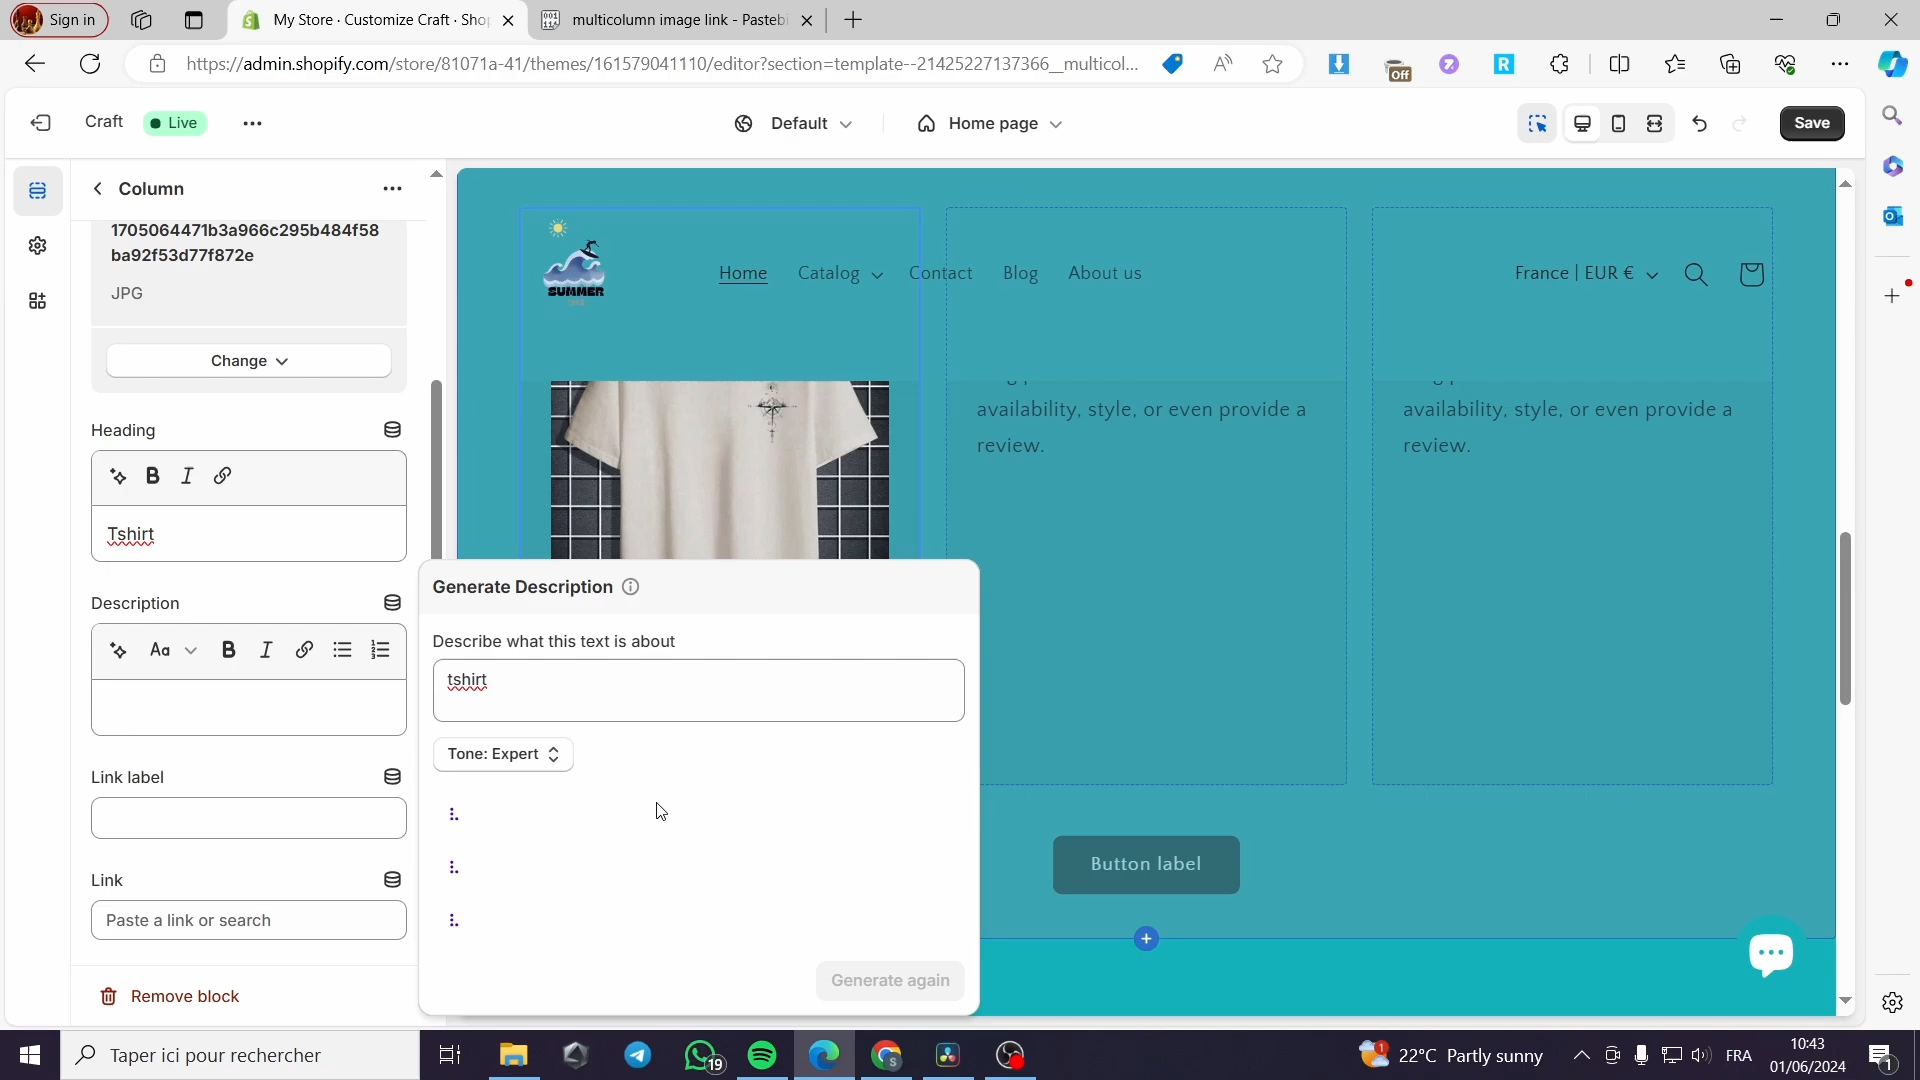 Sign in
My Store · Customize Craft · Shop
multicolumn image link - Pastebi
https://admin.shopify.com/store/81071a-41/themes/161579041110/editor?section=template--21425227137366__multicol...
Off
Craft
Live
Default
Home page
Save
Column
1705064471b3a966c295b484f58
ba92f53d77f872e
JPG
Change
Heading
Tshirt
Description
Aa
Link label
Link
Paste a link or search
Remove block
SUMMER
Home
Catalog
Contact
Blog
About us
France | EUR €
availability, style, or even provide a
review.
availability, style, or even provide a
review.
Generate Description
Describe what this text is about
tshirt
Tone: Expert
Generate again
Button label
Taper ici pour rechercher
19
22°C Partly sunny
FRA
10:43
01/06/2024
1